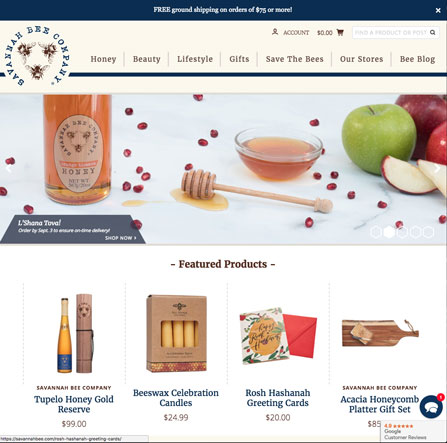 FREE ground shipping on orders of $75 or more!
ACCOUNT $0.00 FIND A PRODUCT OR POST
SAVANNAH BEE COMPANY
Honey Beauty Lifestyle Gifts Save The Bees Our Stores Bee Blog
SAVANNAH BEE COMPANY
L'Shana Tova!
Order by Sept. 3 to ensure on-time delivery!
SHOP NOW
- Featured Products -
SAVANNAH BEE COMPANY
Tupelo Honey Gold
Reserve
$99.00
Beeswax Celebration
Candles
$24.99
Rosh Hashanah
Greeting Cards
$20.00
SAVANNAH BEE COMPANY
Acacia Honeycomb
Platter Gift Set
4.8
Google
Customer Reviews
https://savannahbee.com/rosh-hashanah-greeting-cards/